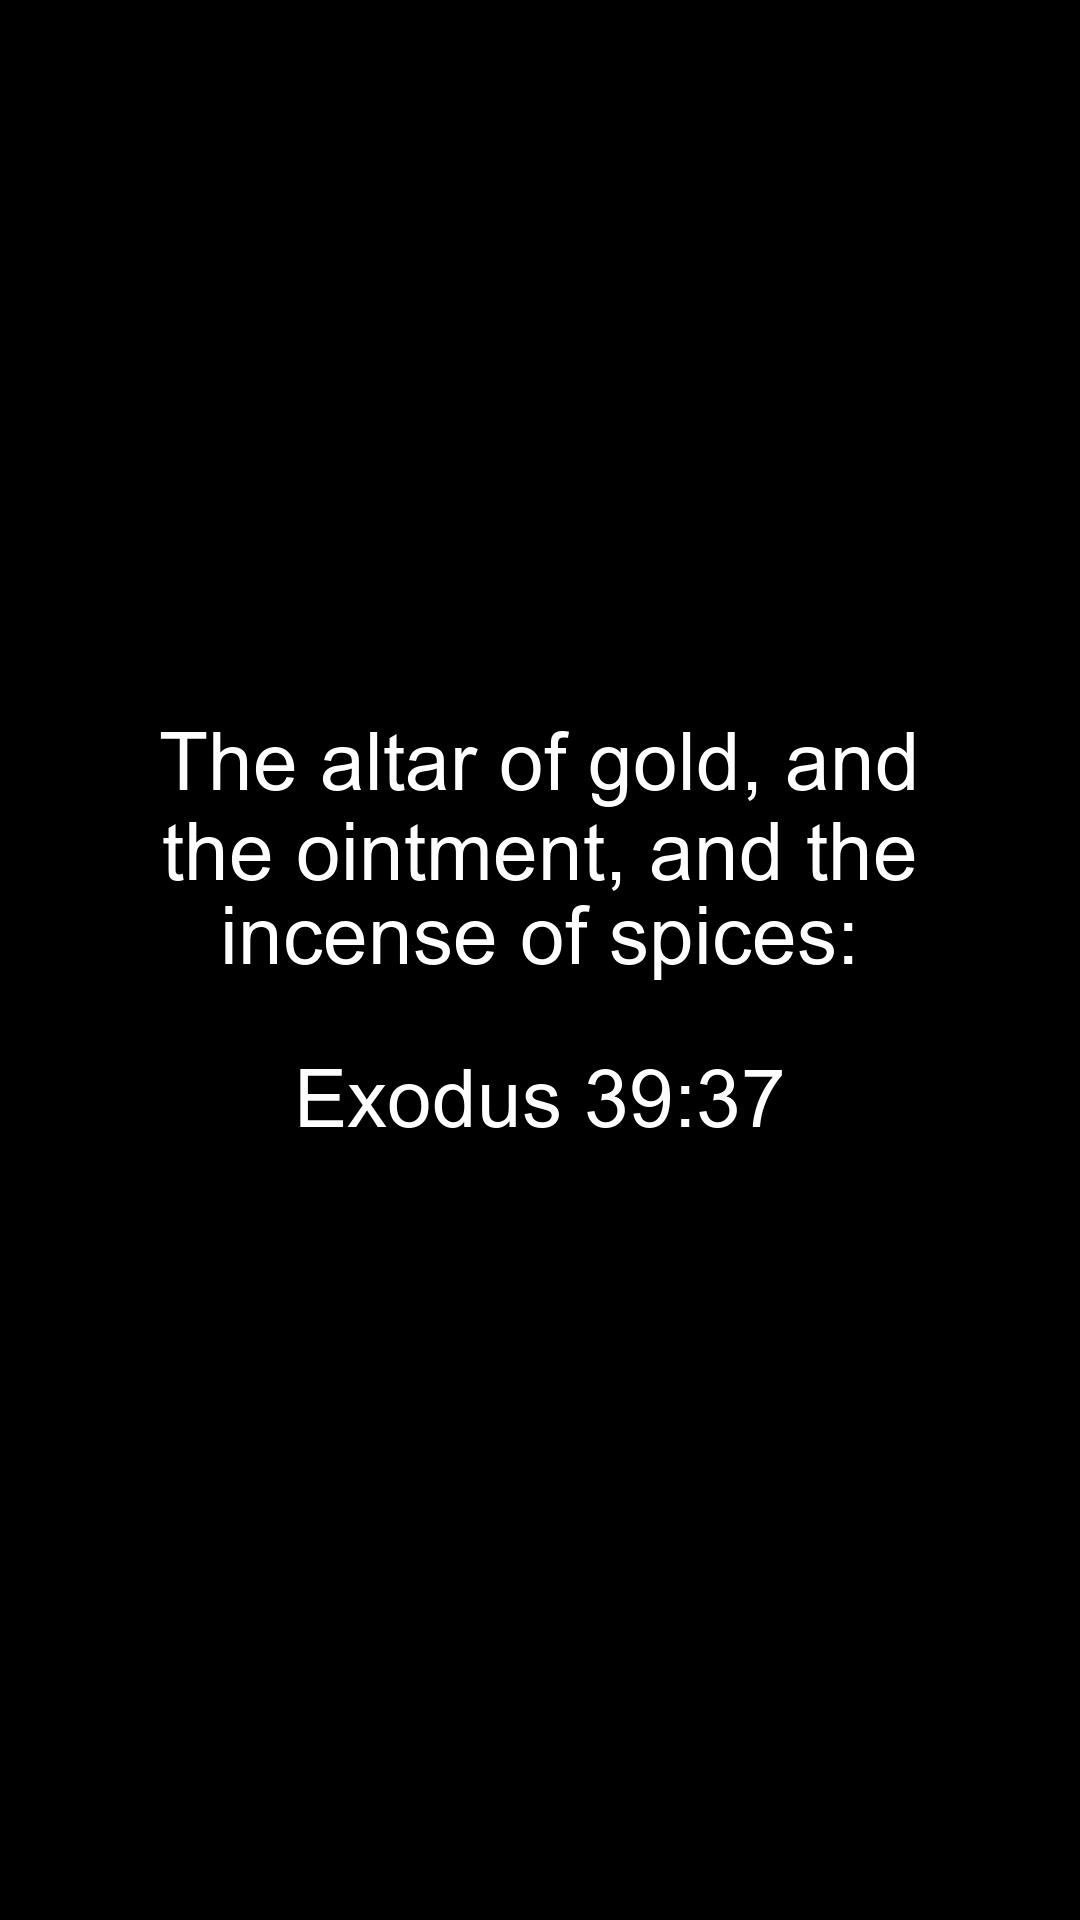 The altar of gold, and
the ointment, and the
incense of spices:
Exodus 39:37